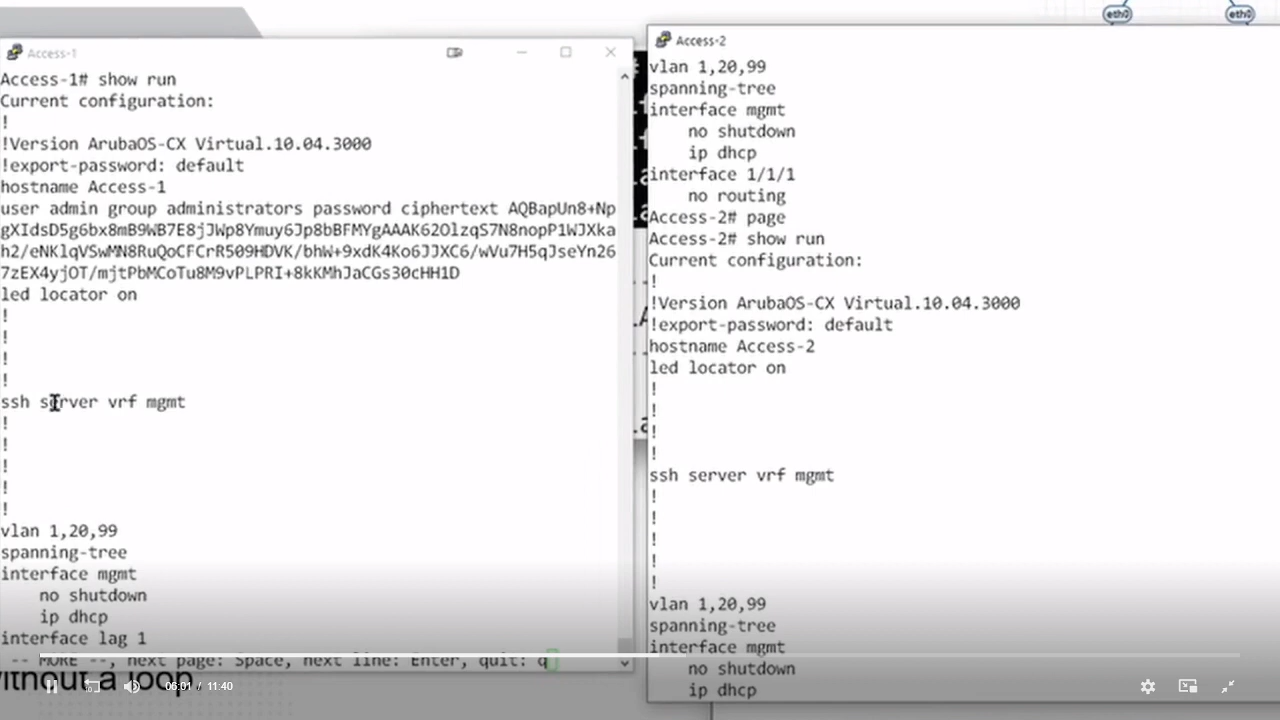 eth0
eth0
Access-1
Access-1# show run
Current configuration:
!
!Version ArubaOS-CX Virtual.10.04.3000
!export-password: default
hostname Access-1
user admin group administrators password ciphertext AQBapUn8+Np
gXIdsD5g6bx8mB9WB7E8jJWp8Ymuy6Jp8bBFMYgAAAK62OlzqS7N8nopP1WJXka
h2/eNKlqVSwMN8RuQoCFCrR509HDVK/bhW+9xdK4Ko6JJXC6/wVu7H5qJseYn26
7zEX4yjOT/mjtPbMCoTu8M9vPLPRI+8kKMhJaCGs30cHH1D
led locator on
!
!
!
!
ssh server vrf mgmt
!
!
!
!
!
vlan 1,20,99
spanning-tree
interface mgmt
    no shutdown
    ip dhcp
interface lag 1
-- MORE --, next page: Space, next line: Enter, quit: q
Access-2
vlan 1,20,99
spanning-tree
interface mgmt
    no shutdown
    ip dhcp
interface 1/1/1
    no routing
Access-2# page
Access-2# show run
Current configuration:
!
!Version ArubaOS-CX Virtual.10.04.3000
!export-password: default
hostname Access-2
led locator on
!
!
!
!
ssh server vrf mgmt
!
!
!
!
!
vlan 1,20,99
spanning-tree
interface mgmt
    no shutdown
    ip dhcp
without a loop
06:01 / 11:40